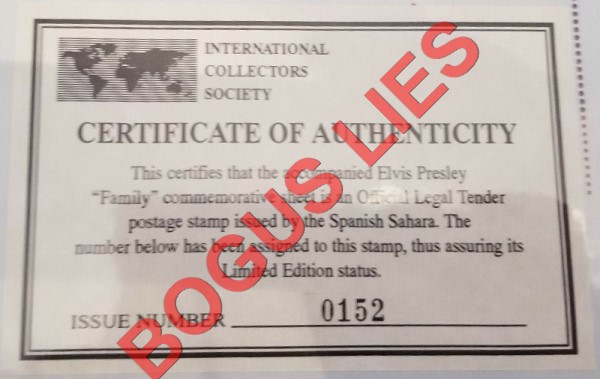 INTERNATIONAL
COLLECTORS
SOCIETY
CERTIFICATE OF AUTHENTICITY
This certifies that the accompanied Elvis Presley
“Family” commemorative sheet is an Official Legal Tender
postage stamp issued by the Spanish Sahara. The
number below has been assigned to this stamp, thus assuring its
Limited Edition status.
ISSUE NUMBER 0152
BOGUS LIES